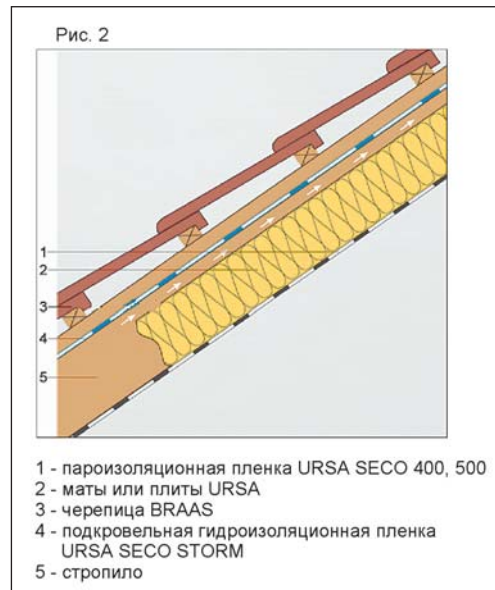 Рис. 2
1
2
3
4
5
1 - пароизоляционная пленка URSA SECO 400, 500
2 - маты или плиты URSA
3 - черепица BRAAS
4 - подкровельная гидроизоляционная пленка
URSA SECO STORM
5 - стропило